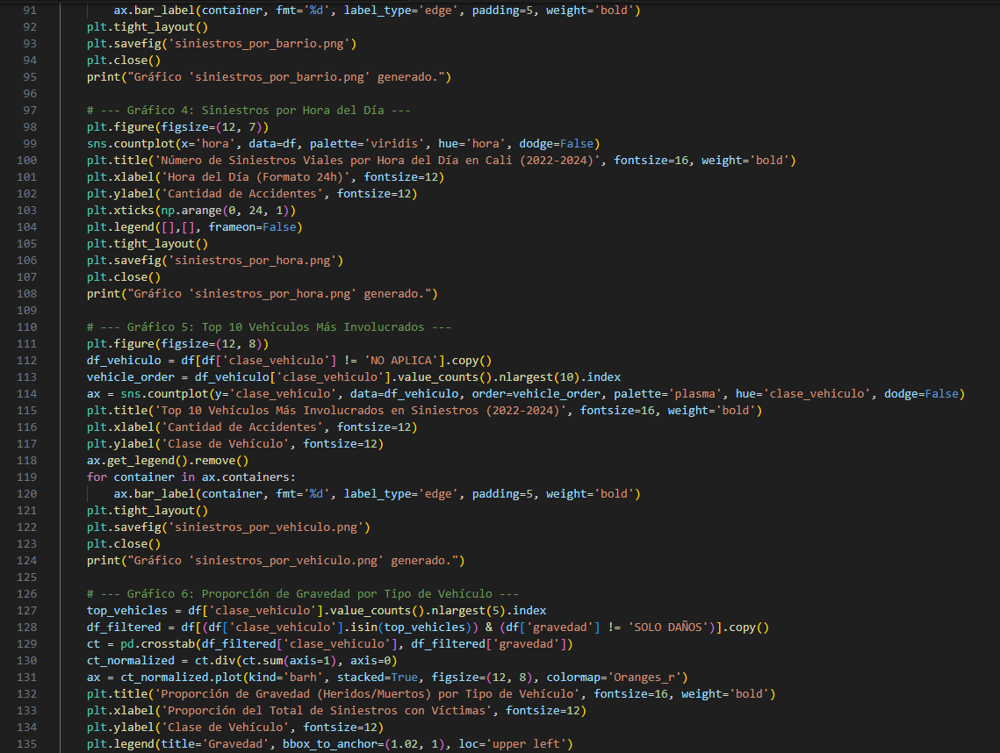 91 ax.bar_label(container, fmt='%d', label_type='edge', padding=5, weight='bold')
92 plt.tight_layout()
93 plt.savefig('siniestros_por_barrio.png')
94 plt.close()
95 print("Gráfico 'siniestros_por_barrio.png' generado.")
96
97 # --- Gráfico 4: Siniestros por Hora del Día ---
98 plt.figure(figsize=(12, 7))
99 sns.countplot(x='hora', data=df, palette='viridis', hue='hora', dodge=False)
100 plt.title('Número de Siniestros Viales por Hora del Día en Cali (2022-2024)', fontsize=16, weight='bold')
101 plt.xlabel('Hora del Día (Formato 24h)', fontsize=12)
102 plt.ylabel('Cantidad de Accidentes', fontsize=12)
103 plt.xticks(np.arange(0, 24, 1))
104 plt.legend([],[], frameon=False)
105 plt.tight_layout()
106 plt.savefig('siniestros_por_hora.png')
107 plt.close()
108 print("Gráfico 'siniestros_por_hora.png' generado.")
109
110 # --- Gráfico 5: Top 10 Vehículos Más Involucrados ---
111 plt.figure(figsize=(12, 8))
112 df_vehiculo = df[df['clase_vehiculo'] != 'NO APLICA'].copy()
113 vehicle_order = df_vehiculo['clase_vehiculo'].value_counts().nlargest(10).index
114 ax = sns.countplot(y='clase_vehiculo', data=df_vehiculo, order=vehicle_order, palette='plasma', hue='clase_vehiculo', dodge=False)
115 plt.title('Top 10 Vehículos Más Involucrados en Siniestros (2022-2024)', fontsize=16, weight='bold')
116 plt.xlabel('Cantidad de Accidentes', fontsize=12)
117 plt.ylabel('Clase de Vehículo', fontsize=12)
118 ax.get_legend().remove()
119 for container in ax.containers:
120 ax.bar_label(container, fmt='%d', label_type='edge', padding=5, weight='bold')
121 plt.tight_layout()
122 plt.savefig('siniestros_por_vehiculo.png')
123 plt.close()
124 print("Gráfico 'siniestros_por_vehiculo.png' generado.")
125
126 # --- Gráfico 6: Proporción de Gravedad por Tipo de Vehículo ---
127 top_vehicles = df['clase_vehiculo'].value_counts().nlargest(5).index
128 df_filtered = df[(df['clase_vehiculo'].isin(top_vehicles)) & (df['gravedad'] != 'SOLO DAÑOS')].copy()
129 ct = pd.crosstab(df_filtered['clase_vehiculo'], df_filtered['gravedad'])
130 ct_normalized = ct.div(ct.sum(axis=1), axis=0)
131 ax = ct_normalized.plot(kind='barh', stacked=True, figsize=(12, 8), colormap='Oranges_r')
132 plt.title('Proporción de Gravedad (Heridos/Muertos) por Tipo de Vehículo', fontsize=16, weight='bold')
133 plt.xlabel('Proporción del Total de Siniestros con Víctimas', fontsize=12)
134 plt.ylabel('Clase de Vehículo', fontsize=12)
135 plt.legend(title='Gravedad', bbox_to_anchor=(1.02, 1), loc='upper left')